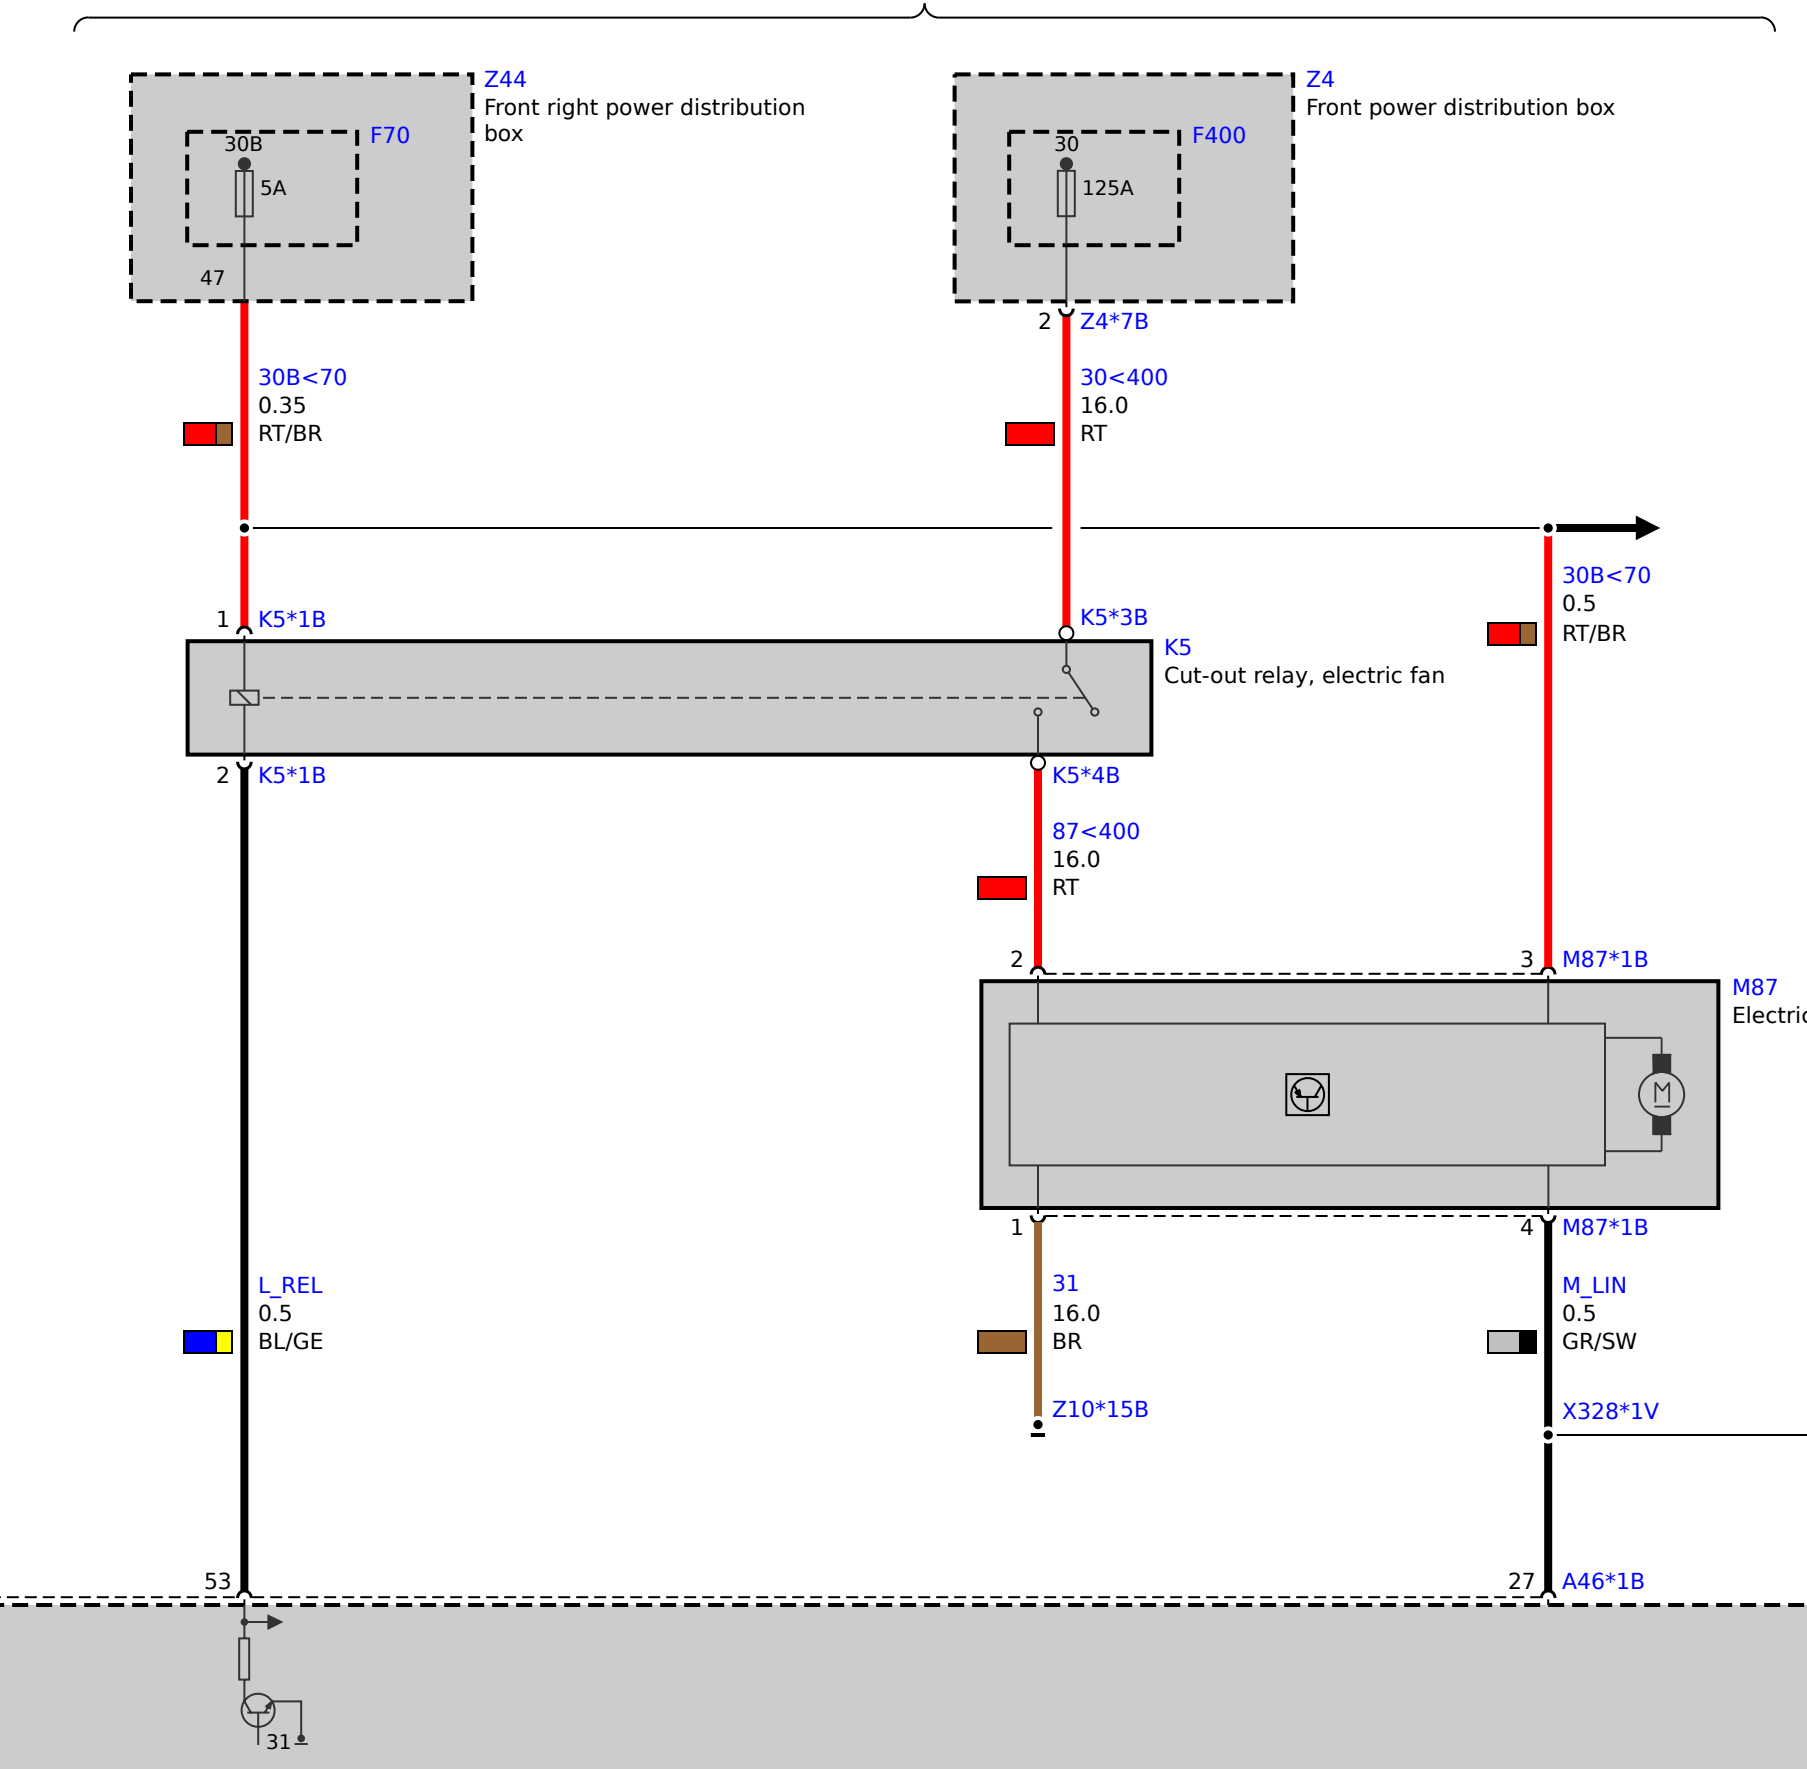 Z44
Front right power distribution
box
F70
30B
5A
47
Z4
Front power distribution box
F400
30
125A
2 Z4*7B
30B<70
0.35
RT/BR
30<400
16.0
RT
30B<70
0.5
RT/BR
1 K5*1B
K5*3B
K5
Cut-out relay, electric fan
2 K5*1B
K5*4B
87<400
16.0
RT
2
3 M87*1B
M87
Electric
M
1
4 M87*1B
L_REL
0.5
BL/GE
31
16.0
BR
M_LIN
0.5
GR/SW
Z10*15B
X328*1V
53
27 A46*1B
31